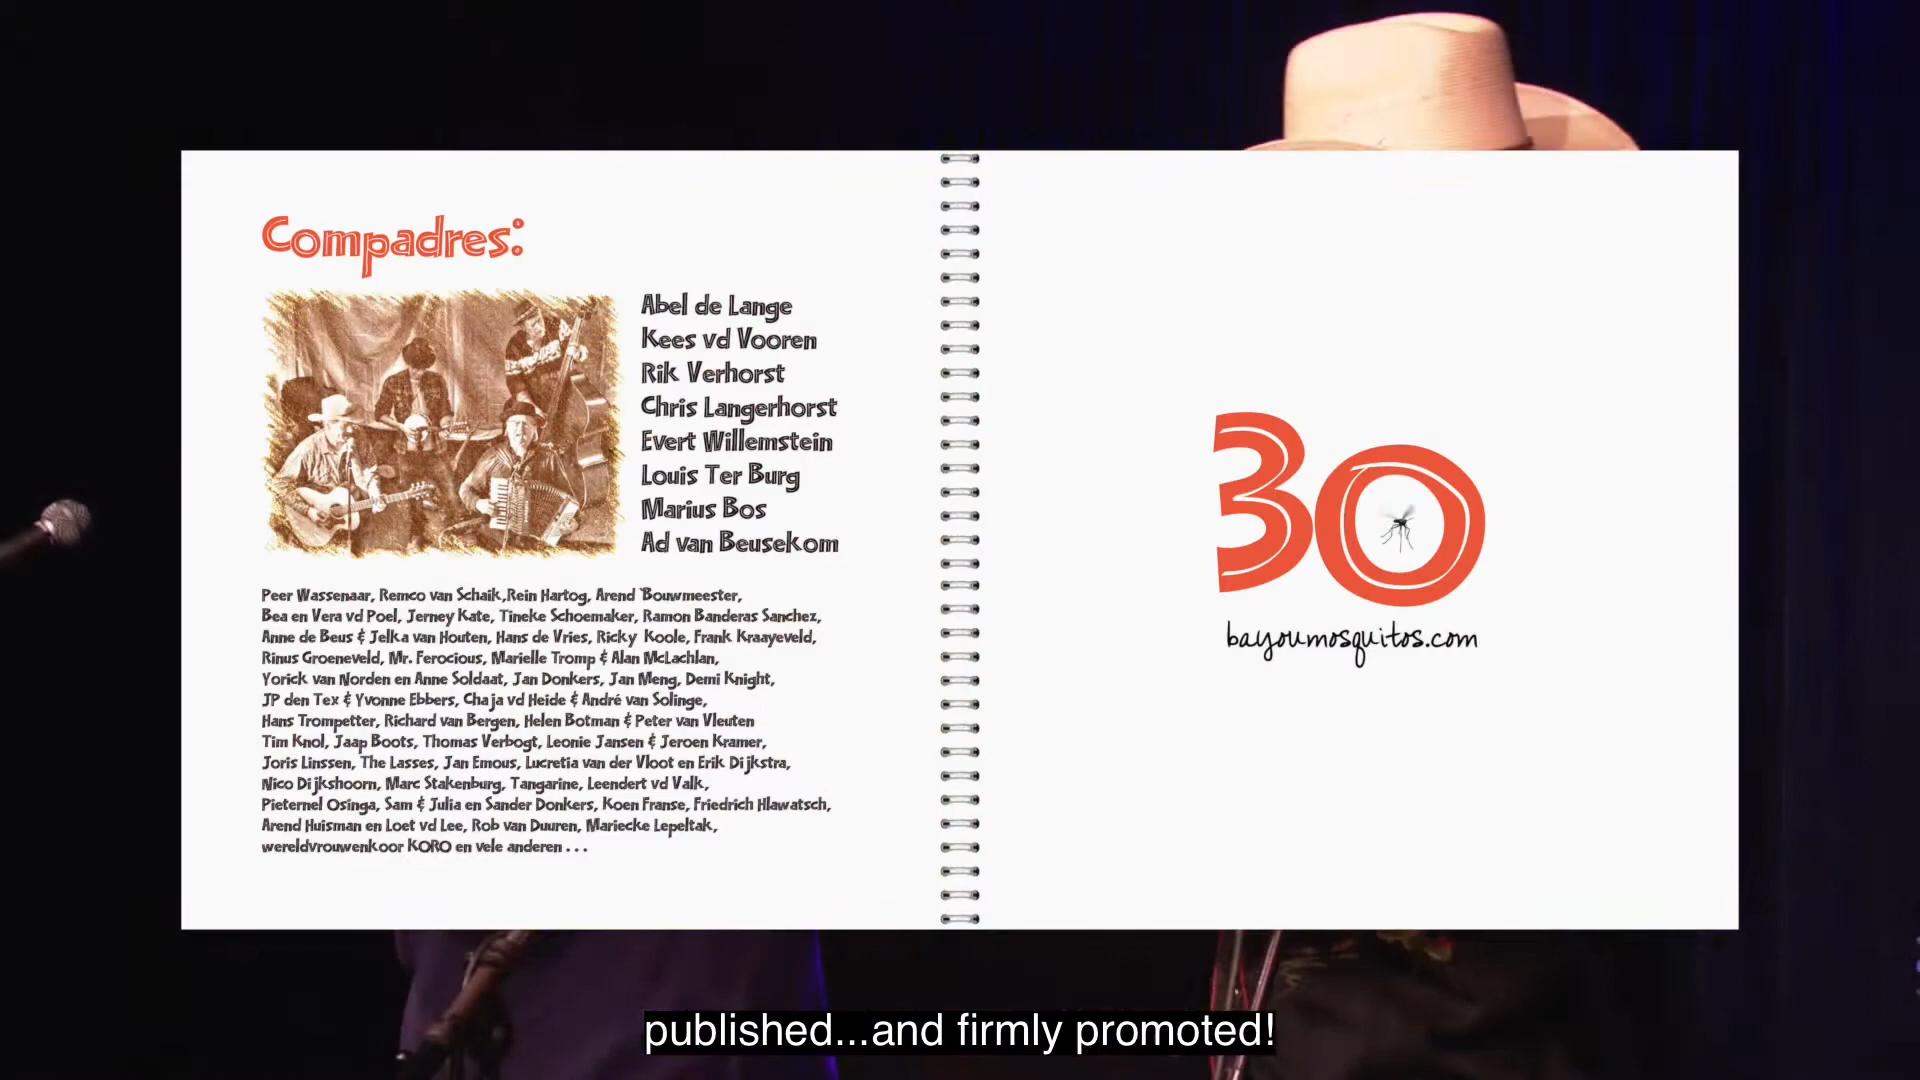 Compadres:
Abel de Lange
Kees vd Vooren
Rik Verhorst
Chris Langerhorst
Evert Willemstein
Louis Ter Burg
Marius Bos
Ad van Beusekom
Peer Wassenaar, Remco van Schaik,Rein Hartog, Arend 'Bouwmeester,
Bea en Vera vd Poel, Jerney Kate, Tineke Schoemaker, Ramon Banderas Sanchez,
Anne de Beus & Jelka van Houten, Hans de Vries, Ricky Koole, Frank Kraayeveld,
Rinus Groeneveld, Mr. Ferocious, Marielle Tromp & Alan McLachlan,
Yorick van Norden en Anne Soldaat, Jan Donkers, Jan Meng, Demi Knight,
JP den Tex & Yvonne Ebbers, Chaja vd Heide & André van Solinge,
Hans Trompetter, Richard van Bergen, Helen Botman & Peter van Vleuten
Tim Knol, Jaap Boots, Thomas Verbogt, Leonie Jansen & Jeroen Kramer,
Joris Linssen, The Lasses, Jan Emous, Lucretia van der Vloot en Erik Dijkstra,
Nico Dijkshoorn, Marc Stakenburg, Tangarine, Leendert vd Valk,
Pieternel Osinga, Sam & Julia en Sander Donkers, Koen Franse, Friedrich Hlawatsch,
Arend Huisman en Loet vd Lee, Rob van Duuren, Mariecke Lepeltak,
wereldvrouwenkoor KORO en vele anderen . . .
30
bayoumosquitos.com
published...and firmly promoted!